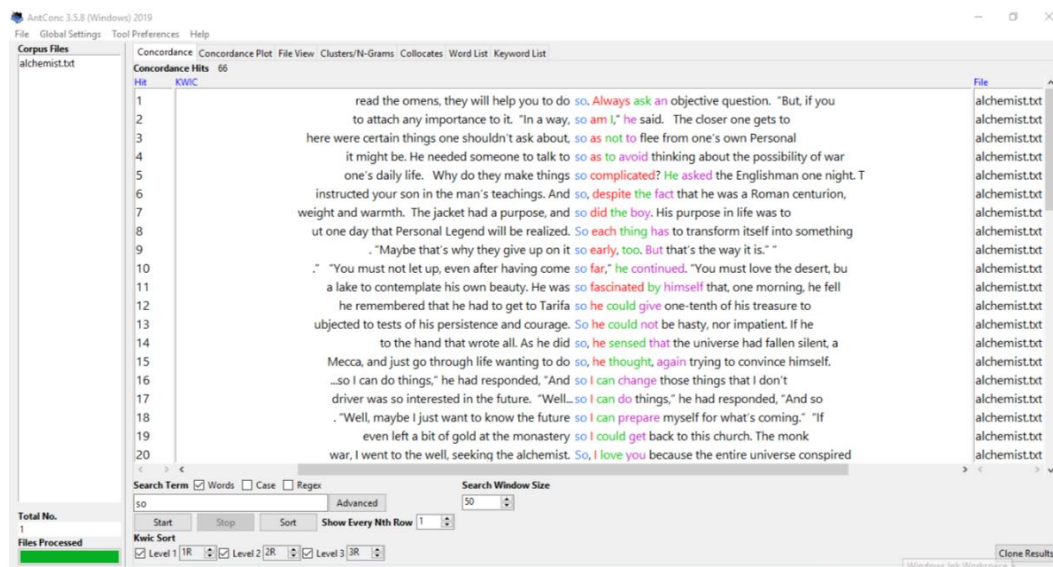 AntConc 3.5.8 (Windows) 2019
File Global Settings Tool Preferences Help
Corpus Files
alchemist.txt
Concordance Concordance Plot File View Clusters/N-Grams Collocates Word List Keyword List
Concordance Hits 66
Hit KWIC File
1 read the omens, they will help you to do so. Always ask an objective question. "But, if you alchemist.txt
2 to attach any importance to it. "In a way, so am I," he said. The closer one gets to alchemist.txt
3 here were certain things one shouldn't ask about, so as not to flee from one's own Personal alchemist.txt
4 it might be. He needed someone to talk to so as to avoid thinking about the possibility of war alchemist.txt
5 one's daily life. Why do they make things so complicated? He asked the Englishman one night. T alchemist.txt
6 instructed your son in the man's teachings. And so, despite the fact that he was a Roman centurion, alchemist.txt
7 weight and warmth. The jacket had a purpose, and so did the boy. His purpose in life was to alchemist.txt
8 ut one day that Personal Legend will be realized. So each thing has to transform itself into something alchemist.txt
9 . "Maybe that's why they give up on it so early, too. But that's the way it is." " alchemist.txt
10 ." "You must not let up, even after having come so far," he continued. "You must love the desert, bu alchemist.txt
11 a lake to contemplate his own beauty. He was so fascinated by himself that, one morning, he fell alchemist.txt
12 he remembered that he had to get to Tarifa so he could give one-tenth of his treasure to alchemist.txt
13 ubjected to tests of his persistence and courage. So he could not be hasty, nor impatient. If he alchemist.txt
14 to the hand that wrote all. As he did so, he sensed that the universe had fallen silent, a alchemist.txt
15 Mecca, and just go through life wanting to do so, he thought, again trying to convince himself. alchemist.txt
16 ...so I can do things," he had responded, "And so I can change those things that I don't alchemist.txt
17 driver was so interested in the future. "Well... so I can do things," he had responded, "And so alchemist.txt
18 . "Well, maybe I just want to know the future so I can prepare myself for what's coming." "If alchemist.txt
19 even left a bit of gold at the monastery so I could get back to this church. The monk alchemist.txt
20 war, I went to the well, seeking the alchemist. So, I love you because the entire universe conspired alchemist.txt
Search Term Words Case Regex Search Window Size
so Advanced 50
Total No.
1
Start Stop Sort Show Every Nth Row 1
Files Processed
Kwic Sort
Level 1 1R Level 2 2R Level 3 3R
Clone Results
Windows Ink Workspace